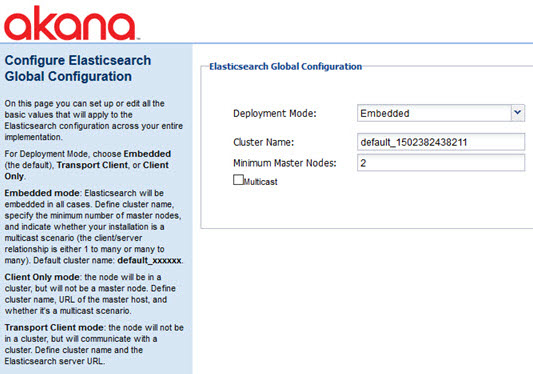 akana
Configure Elasticsearch
Global Configuration
On this page you can set up or edit all the
basic values that will apply to the
Elasticsearch configuration across your entire
implementation.
For Deployment Mode, choose Embedded
(the default), Transport Client, or Client
Only.
Embedded mode: Elasticsearch will be
embedded in all cases. Define cluster name,
specify the minimum number of master nodes,
and indicate whether your installation is a
multicast scenario (the client/server
relationship is either 1 to many or many to
many). Default cluster name: default_xxxxxx.
Client Only mode: the node will be in a
cluster, but will not be a master node. Define
cluster name, URL of the master host, and
whether it's a multicast scenario.
Transport Client mode: the node will not be
in a cluster, but will communicate with a
cluster. Define cluster name and the
Elasticsearch server URL.
Elasticsearch Global Configuration
Deployment Mode: Embedded
Cluster Name: default_1502382438211
Minimum Master Nodes: 2
Multicast